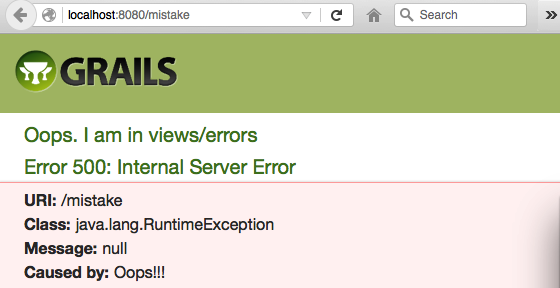 localhost:8080/mistake
Search
GRAILS
Oops. I am in views/errors
Error 500: Internal Server Error
URI: /mistake
Class: java.lang.RuntimeException
Message: null
Caused by: Oops!!!